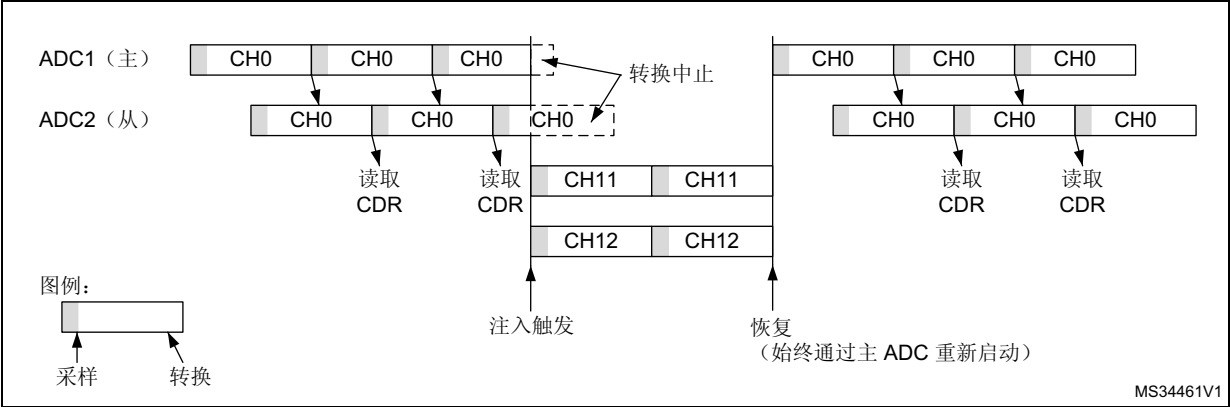 ADC1（主） CH0 CH0 CH0 CH0 CH0 CH0
转换中止
ADC2（从） CH0 CH0 CH0 CH0 CH0 CH0
读取 读取 读取 读取
CDR CDR CDR CDR
CH11 CH11
CH12 CH12
图例：
注入触发 恢复
（始终通过主 ADC 重新启动）
采样 转换
MS34461V1